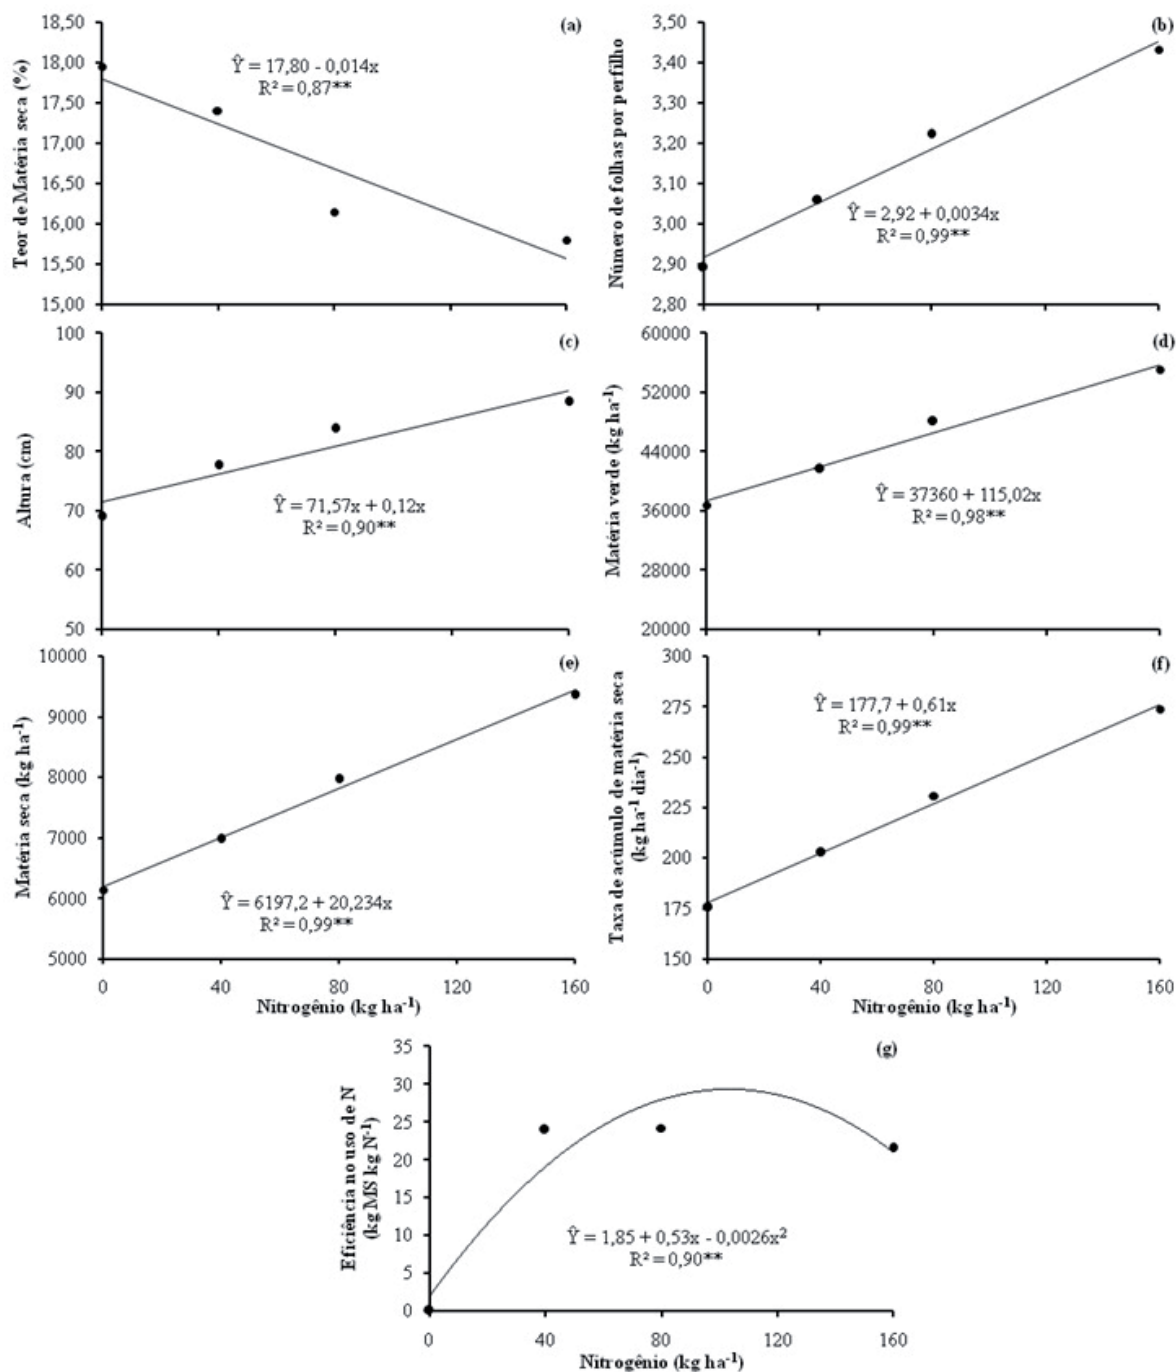 (a)
Teor de Matéria seca (%)
18,50
18,00
17,50
17,00
16,50
16,00
15,50
15,00
Ŷ = 17,80 - 0,014x
R² = 0,87**
(b)
Número de folhas por perfilho
3,50
3,40
3,30
3,20
3,10
3,00
2,90
2,80
Ŷ = 2,92 + 0,0034x
R² = 0,99**
(c)
Altura (cm)
100
90
80
70
60
50
Ŷ = 71,57x + 0,12x
R² = 0,90**
(d)
Matéria verde (kg ha⁻¹)
60000
52000
44000
36000
28000
20000
Ŷ = 37360 + 115,02x
R² = 0,98**
(e)
Matéria seca (kg ha⁻¹)
10000
9000
8000
7000
6000
5000
Ŷ = 6197,2 + 20,234x
R² = 0,99**
0 40 80 120 160
Nitrogênio (kg ha⁻¹)
(f)
Taxa de acúmulo de matéria seca
(kg ha⁻¹ dia⁻¹)
300
275
250
225
200
175
150
Ŷ = 177,7 + 0,61x
R² = 0,99**
0 40 80 120 160
Nitrogênio (kg ha⁻¹)
(g)
Eficiência no uso de N
(kg MS kg N⁻¹)
35
30
25
20
15
10
5
0
Ŷ = 1,85 + 0,53x - 0,0026x²
R² = 0,90**
0 40 80 120 160
Nitrogênio (kg ha⁻¹)